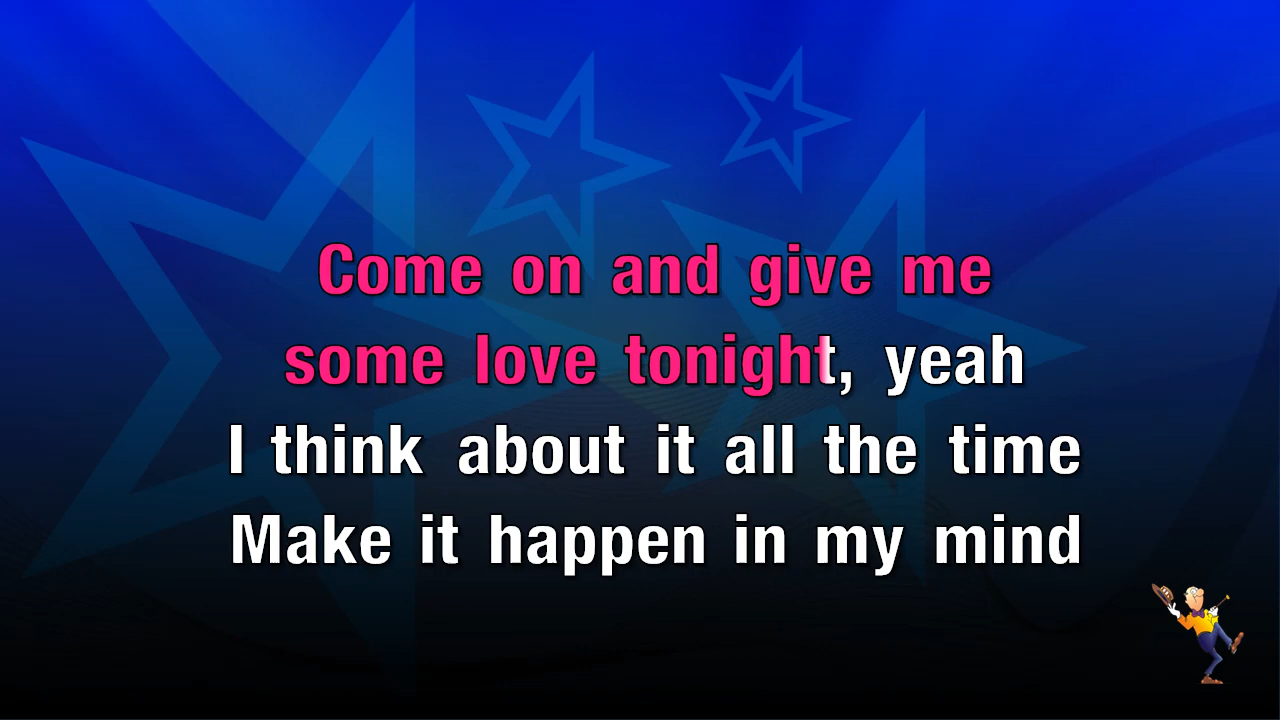 Come on and give me
some love tonight, yeah
I think about it all the time
Make it happen in my mind